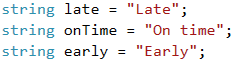 string late = "Late";
string onTime = "On time";
string early = "Early";